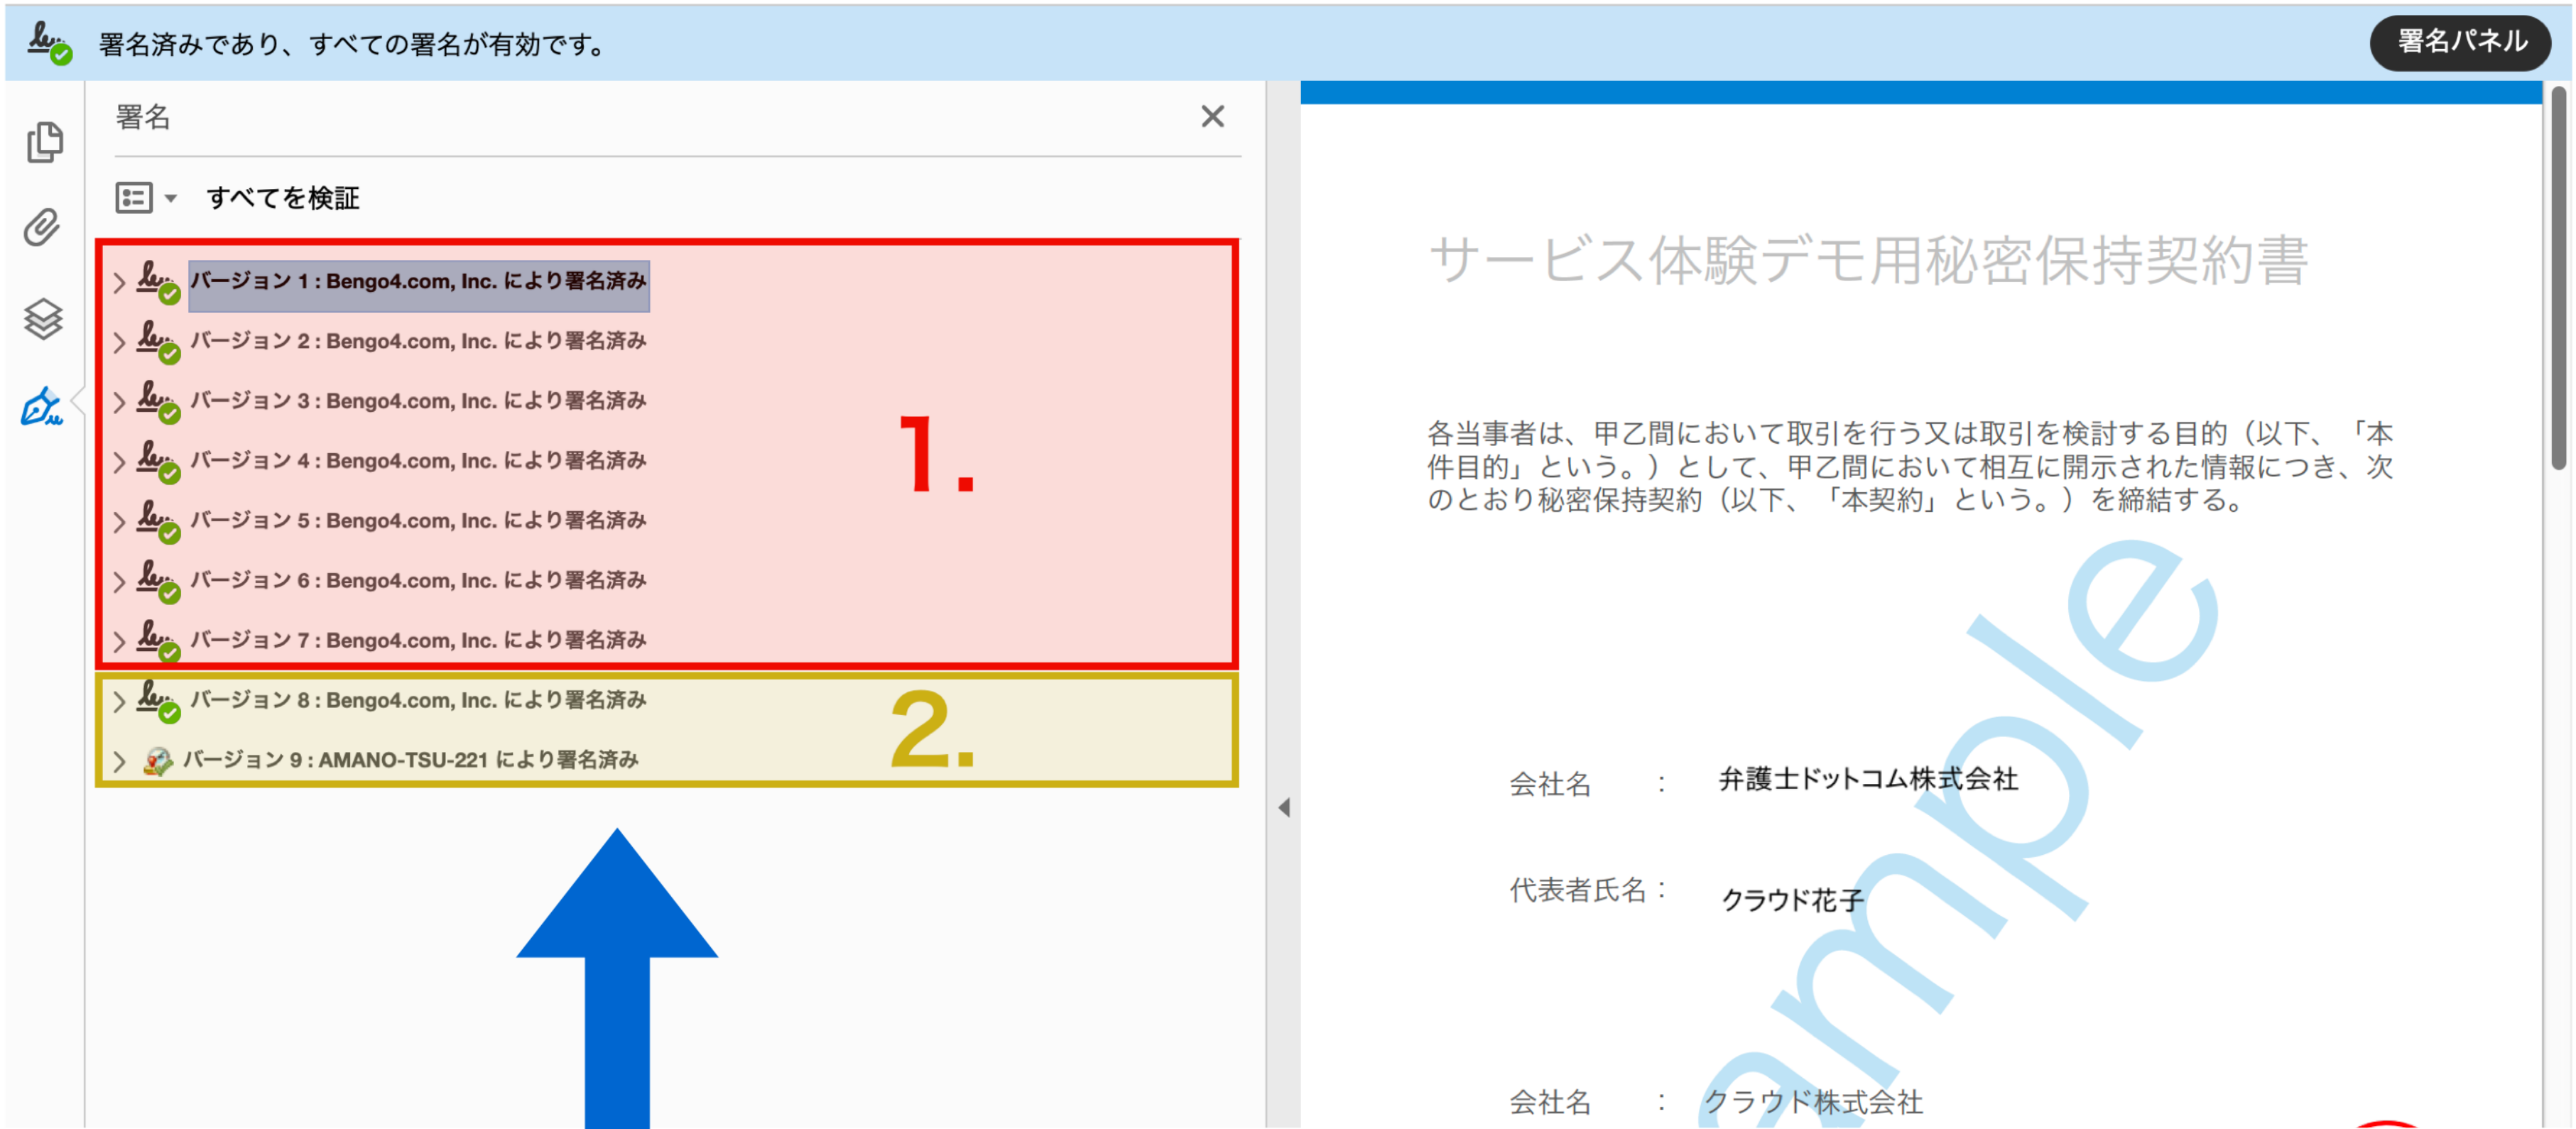 署名済みであり、すべての署名が有効です。
署名パネル
署名
すべてを検証
バージョン 1 : Bengo4.com, Inc. により署名済み
バージョン 2 : Bengo4.com, Inc. により署名済み
バージョン 3 : Bengo4.com, Inc. により署名済み
バージョン 4 : Bengo4.com, Inc. により署名済み
バージョン 5 : Bengo4.com, Inc. により署名済み
バージョン 6 : Bengo4.com, Inc. により署名済み
バージョン 7 : Bengo4.com, Inc. により署名済み
1.
バージョン 8 : Bengo4.com, Inc. により署名済み
バージョン 9 : AMANO-TSU-221 により署名済み
2.
サービス体験デモ用秘密保持契約書
各当事者は、甲乙間において取引を行う又は取引を検討する目的（以下、「本
件目的」という。）として、甲乙間において相互に開示された情報につき、次
のとおり秘密保持契約（以下、「本契約」という。）を締結する。
会社名 : 弁護士ドットコム株式会社
代表者氏名 : クラウド花子
会社名 : クラウド株式会社
ample